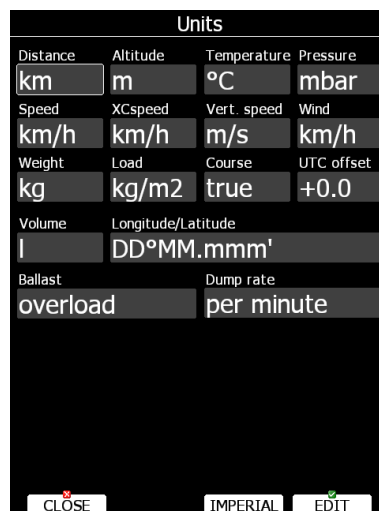 Units
Distance Altitude Temperature Pressure
km m °C mbar
Speed XCspeed Vert. speed Wind
km/h km/h m/s km/h
Weight Load Course UTC offset
kg kg/m2 true +0.0
Volume Longitude/Latitude
l DD°MM.mmm'
Ballast Dump rate
overload per minute
CLOSE IMPERIAL EDIT